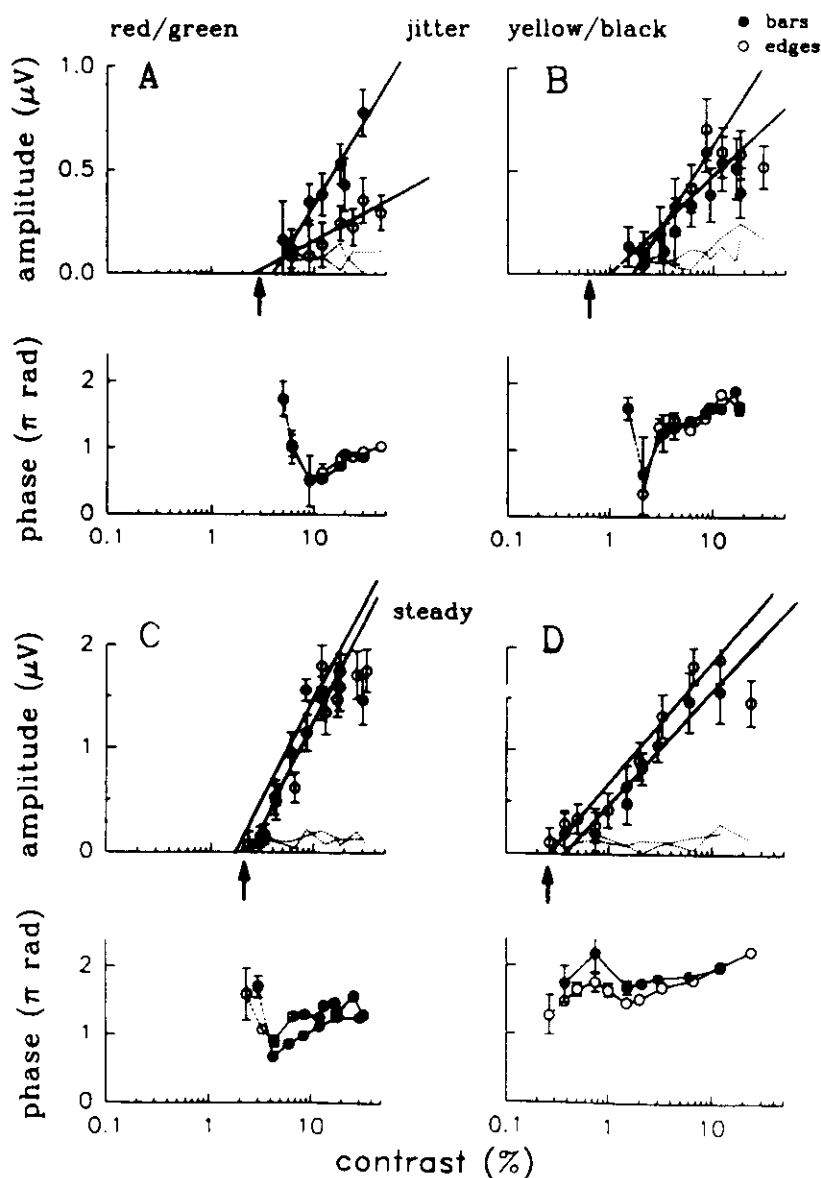 red/green jitter yellow/black
● bars
○ edges
A
B
amplitude (μV)
1.0
0.5
0.0
phase (π rad)
2
1
0
0.1 1 10
0.1 1 10
steady
C
D
amplitude (μV)
2
1
0
phase (π rad)
2
1
0
0.1 1 10
0.1 1 10
contrast (%)